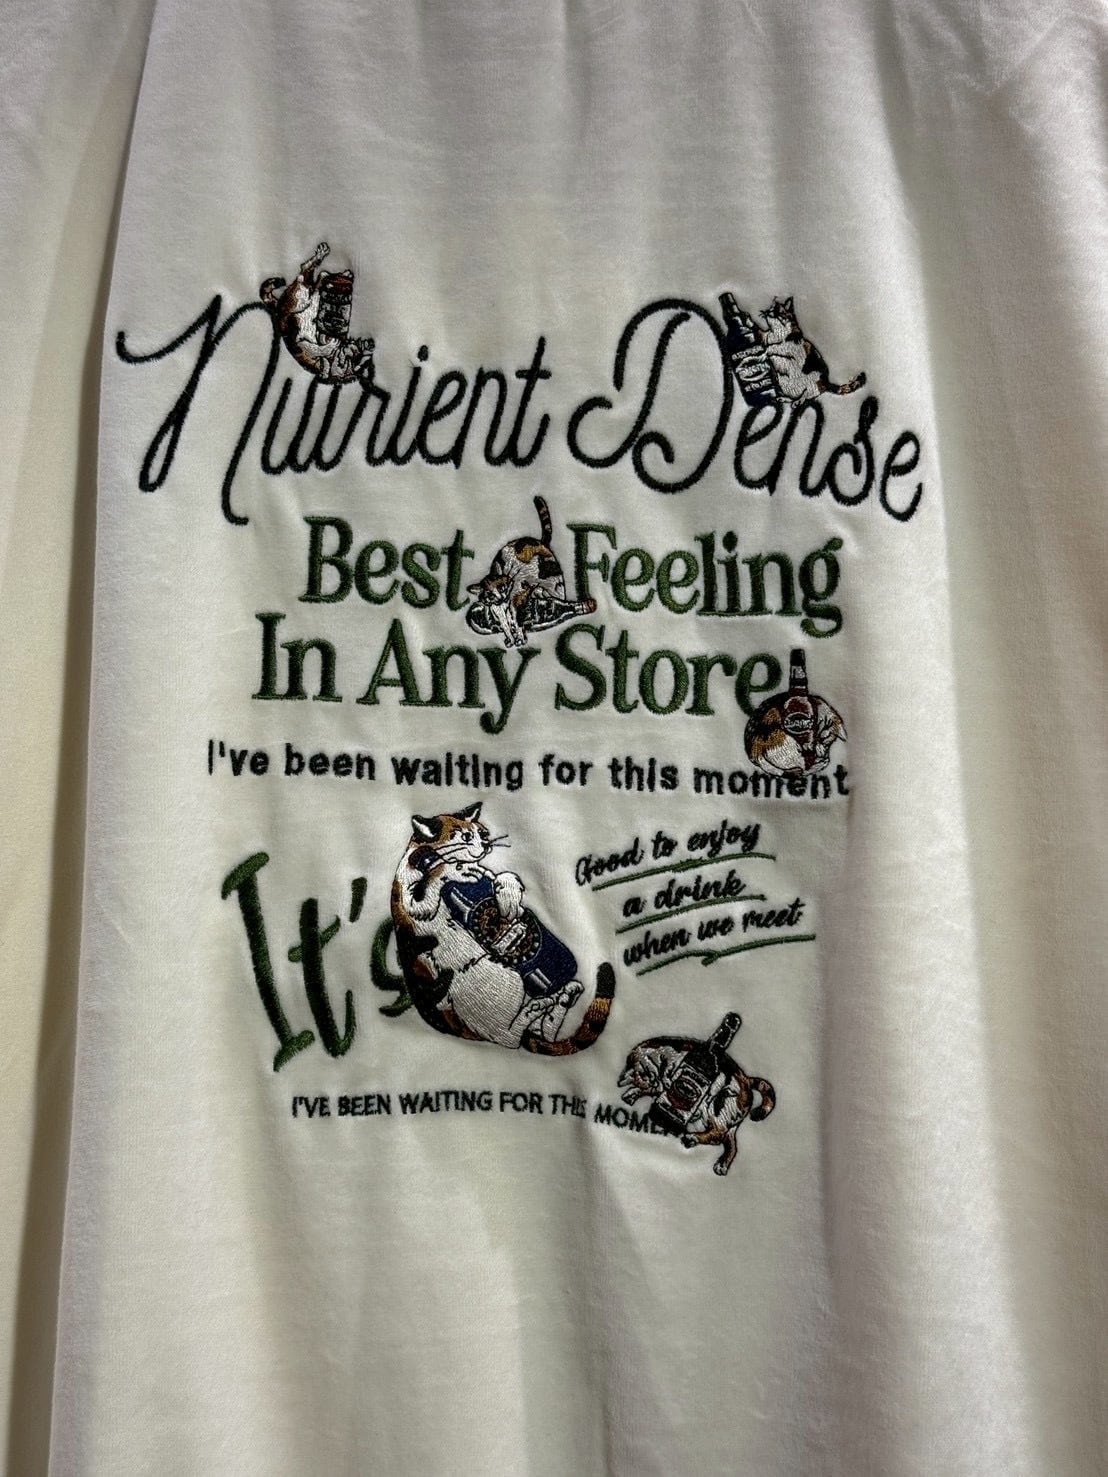 Nutrient Dense
Best Feeling
In Any Store
I've been waiting for this moment
It's
Good to enjoy
a drink
when we meet
I'VE BEEN WAITING FOR THIS MOMENT